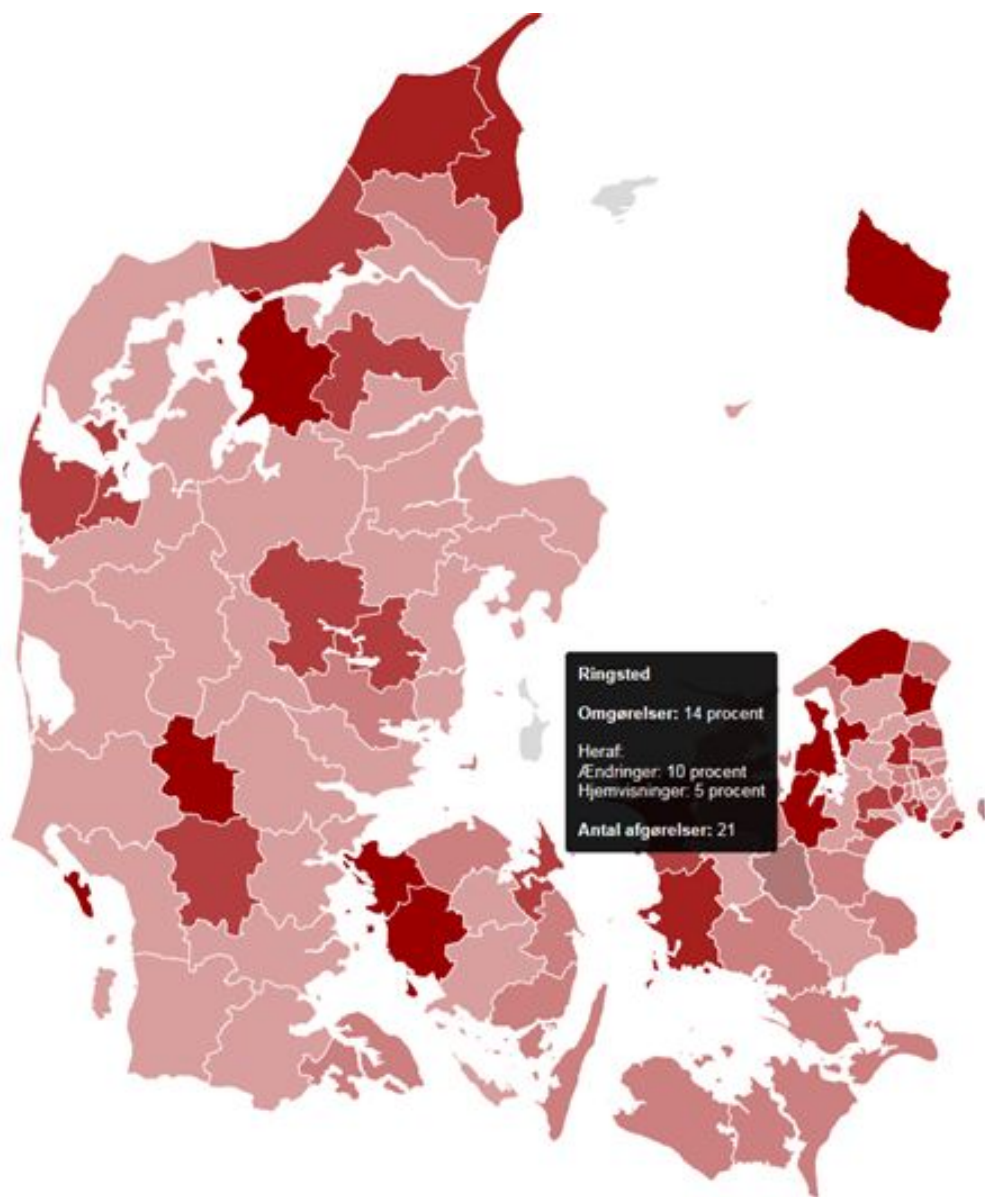 Ringsted
Omgørelser: 14 procent
Heraf:
Ændringer: 10 procent
Hjemvisninger: 5 procent
Antal afgørelser: 21